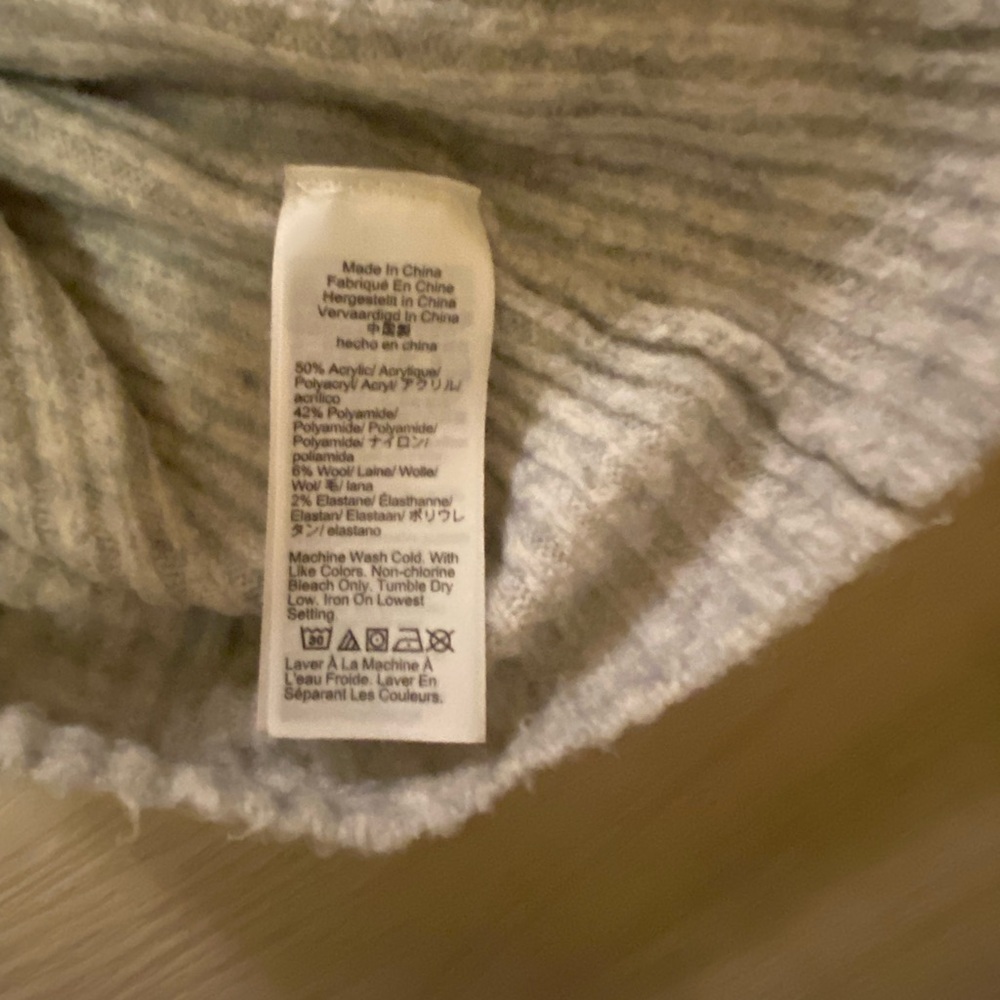 Made In China
Fabriqué En Chine
Hergestellt in China
Vervaardigd In China
中国製
hecho en china
50% Acrylic/ Acrylique/
Polyacryl/ Acryl/ アクリル/
acrílico
42% Polyamide/
Polyamide/ Polyamide/
Polyamide/ ナイロン/
poliamida
6% Wool/ Laine/ Wolle/
Wol/ 毛/ lana
2% Elastane/ Élasthanne/
Elastan/ Elastaan/ ポリウレ
タン/ elastano
Machine Wash Cold. With
Like Colors. Non-chlorine
Bleach Only. Tumble Dry
Low. Iron On Lowest
Setting
30
Laver À La Machine À
L'eau Froide. Laver En
Séparant Les Couleurs.